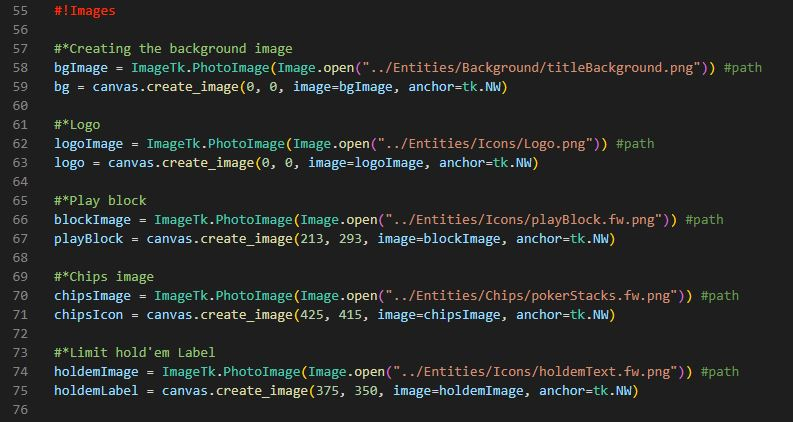 55 #!Images
56
57 #*Creating the background image
58 bgImage = ImageTk.PhotoImage(Image.open("../Entities/Background/titleBackground.png")) #path
59 bg = canvas.create_image(0, 0, image=bgImage, anchor=tk.NW)
60
61 #*Logo
62 logoImage = ImageTk.PhotoImage(Image.open("../Entities/Icons/Logo.png")) #path
63 logo = canvas.create_image(0, 0, image=logoImage, anchor=tk.NW)
64
65 #*Play block
66 blockImage = ImageTk.PhotoImage(Image.open("../Entities/Icons/playBlock.fw.png")) #path
67 playBlock = canvas.create_image(213, 293, image=blockImage, anchor=tk.NW)
68
69 #*Chips image
70 chipsImage = ImageTk.PhotoImage(Image.open("../Entities/Chips/pokerStacks.fw.png")) #path
71 chipsIcon = canvas.create_image(425, 415, image=chipsImage, anchor=tk.NW)
72
73 #*Limit hold'em Label
74 holdemImage = ImageTk.PhotoImage(Image.open("../Entities/Icons/holdemText.fw.png")) #path
75 holdemLabel = canvas.create_image(375, 350, image=holdemImage, anchor=tk.NW)
76